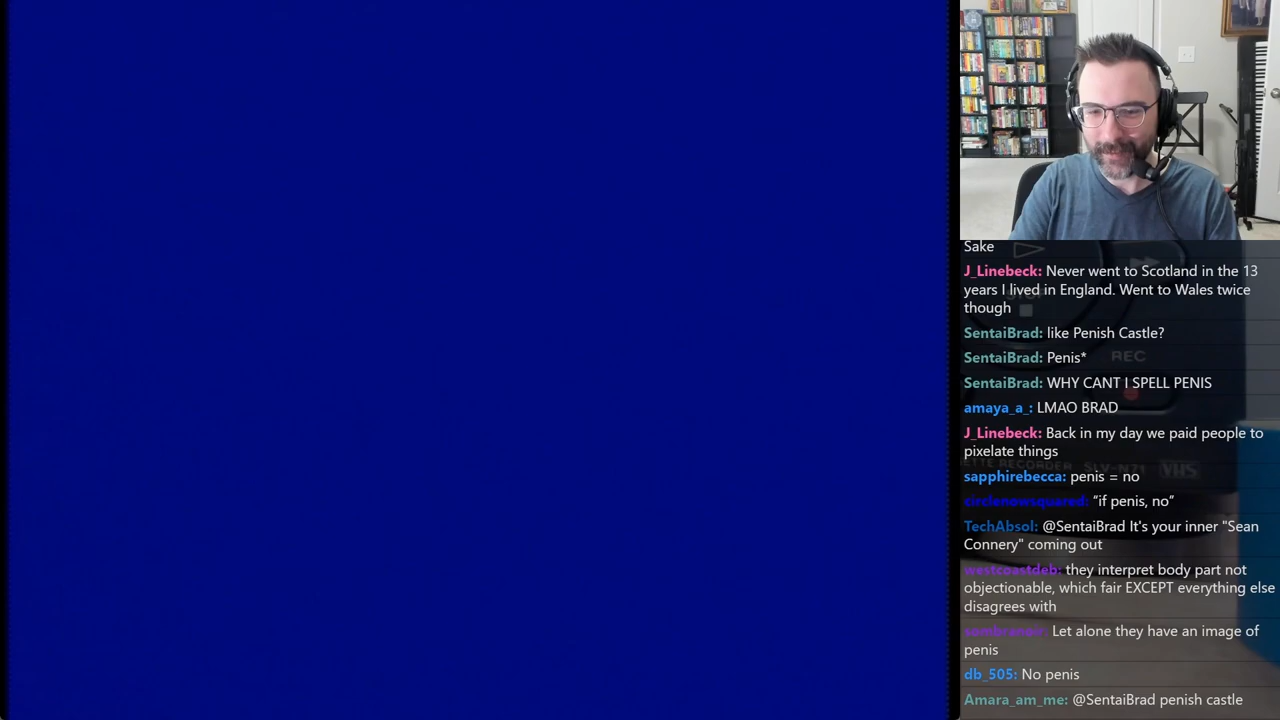 Sake
J_Linebeck: Never went to Scotland in the 13
years I lived in England. Went to Wales twice
though
SentaiBrad: like Penish Castle?
SentaiBrad: Penis*
REC
SentaiBrad: WHY CANT I SPELL PENIS
amaya_a_: LMAO BRAD
J_Linebeck: Back in my day we paid people to
pixelate things
VHS
sapphirebecca: penis = no
circlenowsquared: “if penis, no”
TechAbsol: @SentaiBrad It's your inner "Sean
Connery" coming out
westcoastdeb: they interpret body part not
objectionable, which fair EXCEPT everything else
disagrees with
Let alone they have an image of
penis
db_505: No penis
Amara_am_me: @SentaiBrad penish castle